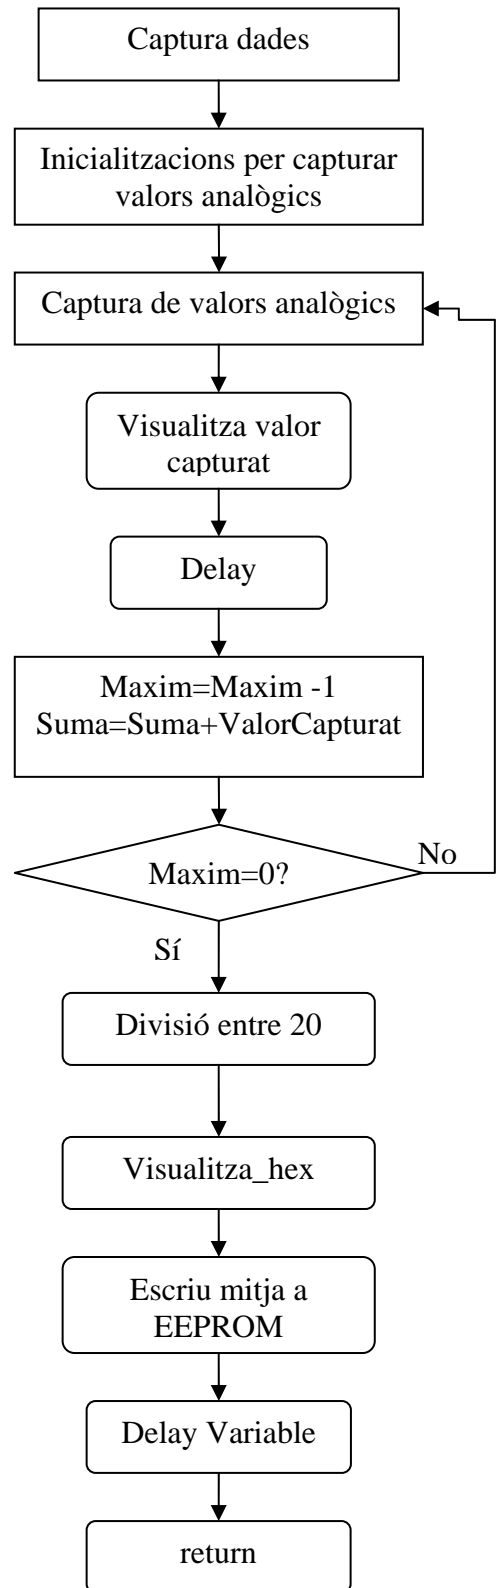 Captura dades
Inicialitzacions per capturar
valors analògics
Captura de valors analògics
Visualitza valor
capturat
Delay
Maxim=Maxim -1
Suma=Suma+ValorCapturat
Maxim=0?
No
Sí
Divisió entre 20
Visualitza_hex
Escriu mitja a
EEPROM
Delay Variable
return